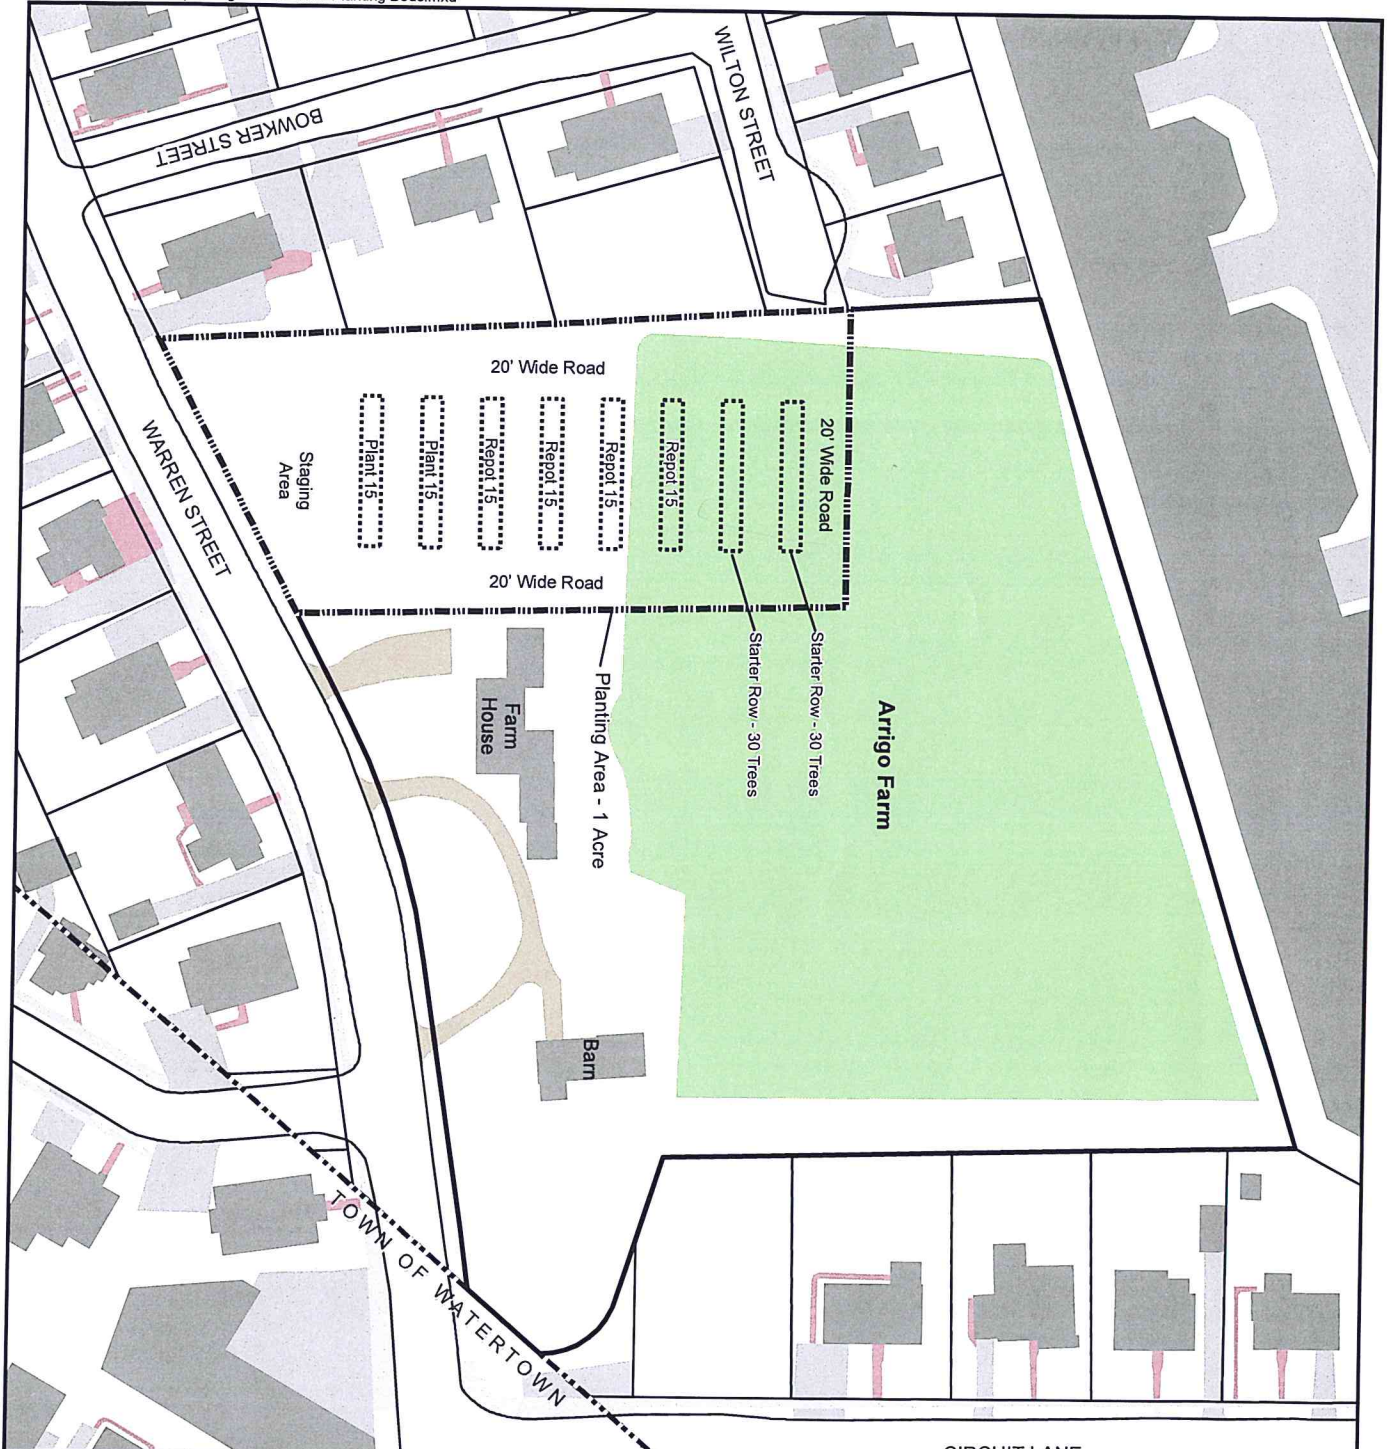 WILTON STREET
BOWKER STREET
20' Wide Road
20' Wide Road
WARREN STREET
Staging
Area
Plant 15
Plant 15
Repot 15
Repot 15
Repot 15
Repot 15
20' Wide Road
Starter Row - 30 Trees
Starter Row - 30 Trees
Planting Area - 1 Acre
Farm
House
Arrigo Farm
Barn
TOWN OF WATERTOWN